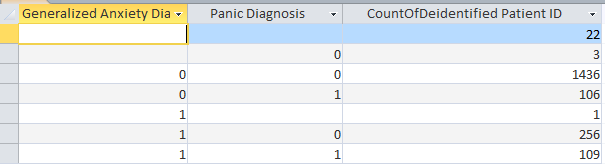 Generalized Anxiety Dia Panic Diagnosis CountOfDeidentified Patient ID
22
0 3
0 0 1436
0 1 106
1 1
1 0 256
1 1 109